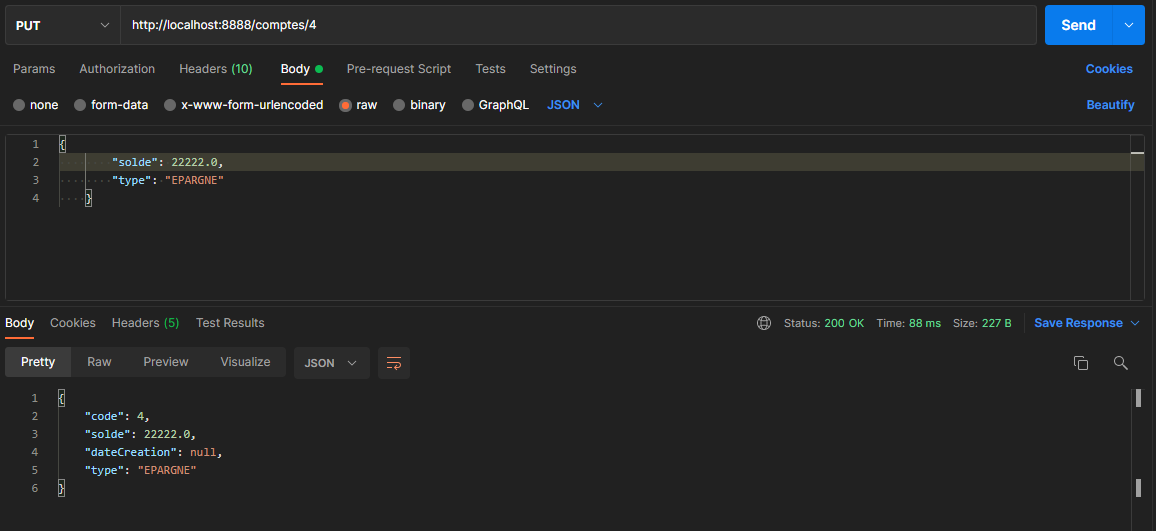 PUT http://localhost:8888/comptes/4 Send
Params Authorization Headers (10) Body Pre-request Script Tests Settings Cookies
none form-data x-www-form-urlencoded raw binary GraphQL JSON Beautify
1 {
2 "solde": 22222.0,
3 "type": "EPARGNE"
4 }
Body Cookies Headers (5) Test Results Status: 200 OK Time: 88 ms Size: 227 B Save Response
Pretty Raw Preview Visualize JSON
1 {
2 "code": 4,
3 "solde": 22222.0,
4 "dateCreation": null,
5 "type": "EPARGNE"
6 }